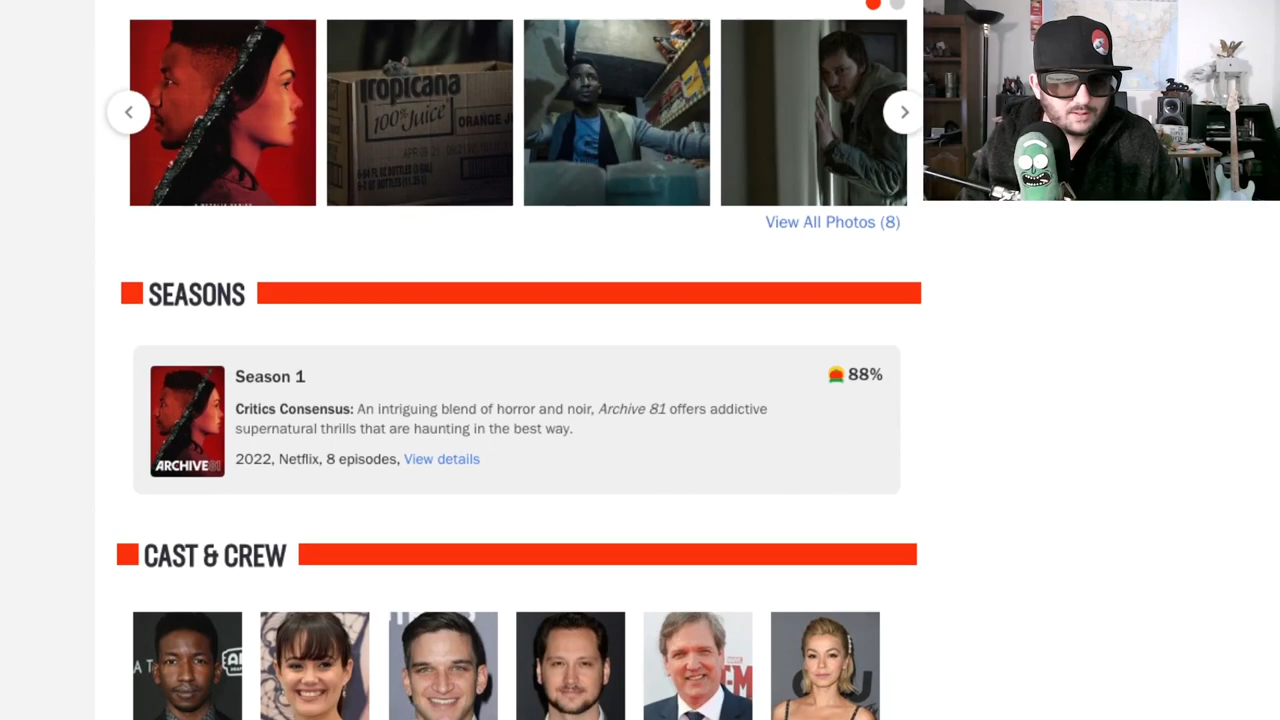 Tropicana
100% Juice
ORANGE J
View All Photos (8)
SEASONS
Season 1
88%
Critics Consensus: An intriguing blend of horror and noir, Archive 81 offers addictive
supernatural thrills that are haunting in the best way.
ARCHIVE81
2022, Netflix, 8 episodes, View details
CAST & CREW